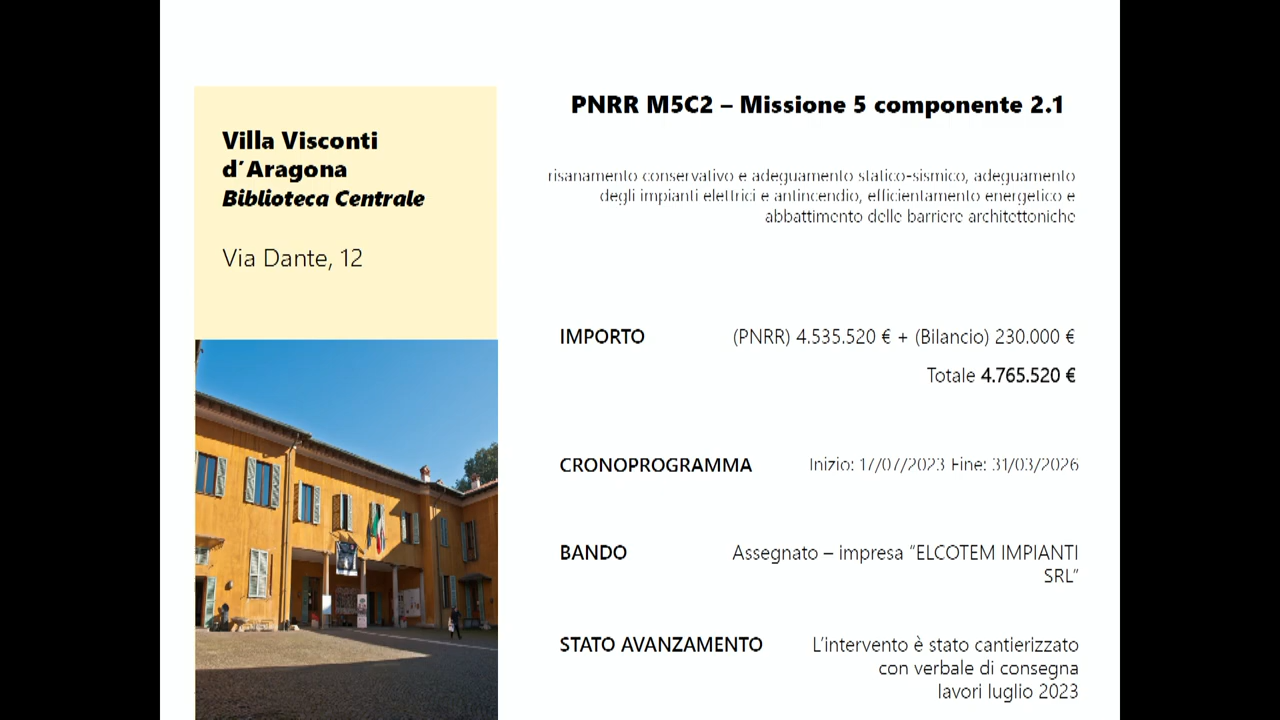 Villa Visconti
d'Aragona
Biblioteca Centrale
Via Dante, 12
PNRR M5C2 – Missione 5 componente 2.1
risanamento conservativo e adeguamento statico-sismico, adeguamento
degli impianti elettrici e antincendio, efficientamento energetico e
abbattimento delle barriere architettoniche
IMPORTO (PNRR) 4.535.520 € + (Bilancio) 230.000 €
Totale 4.765.520 €
CRONOPROGRAMMA Inizio: 17/07/2023 Fine: 31/03/2026
BANDO Assegnato – impresa “ELCOTEM IMPIANTI
SRL”
STATO AVANZAMENTO L'intervento è stato cantierizzato
con verbale di consegna
lavori luglio 2023